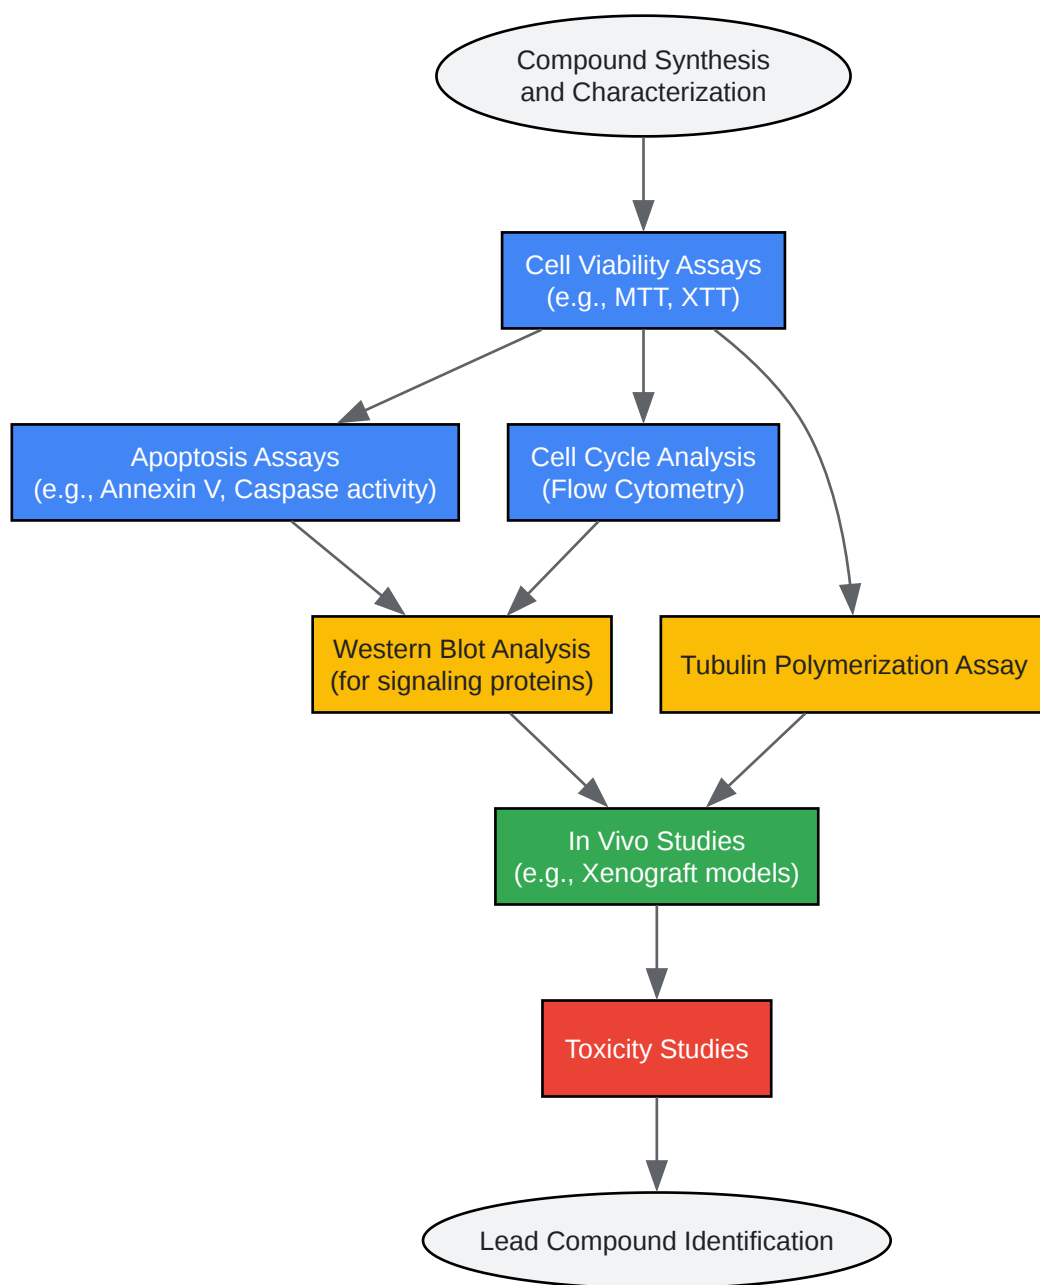 Compound Synthesis
and Characterization
Cell Viability Assays
(e.g., MTT, XTT)
Apoptosis Assays
(e.g., Annexin V, Caspase activity)
Cell Cycle Analysis
(Flow Cytometry)
Western Blot Analysis
(for signaling proteins)
Tubulin Polymerization Assay
In Vivo Studies
(e.g., Xenograft models)
Toxicity Studies
Lead Compound Identification